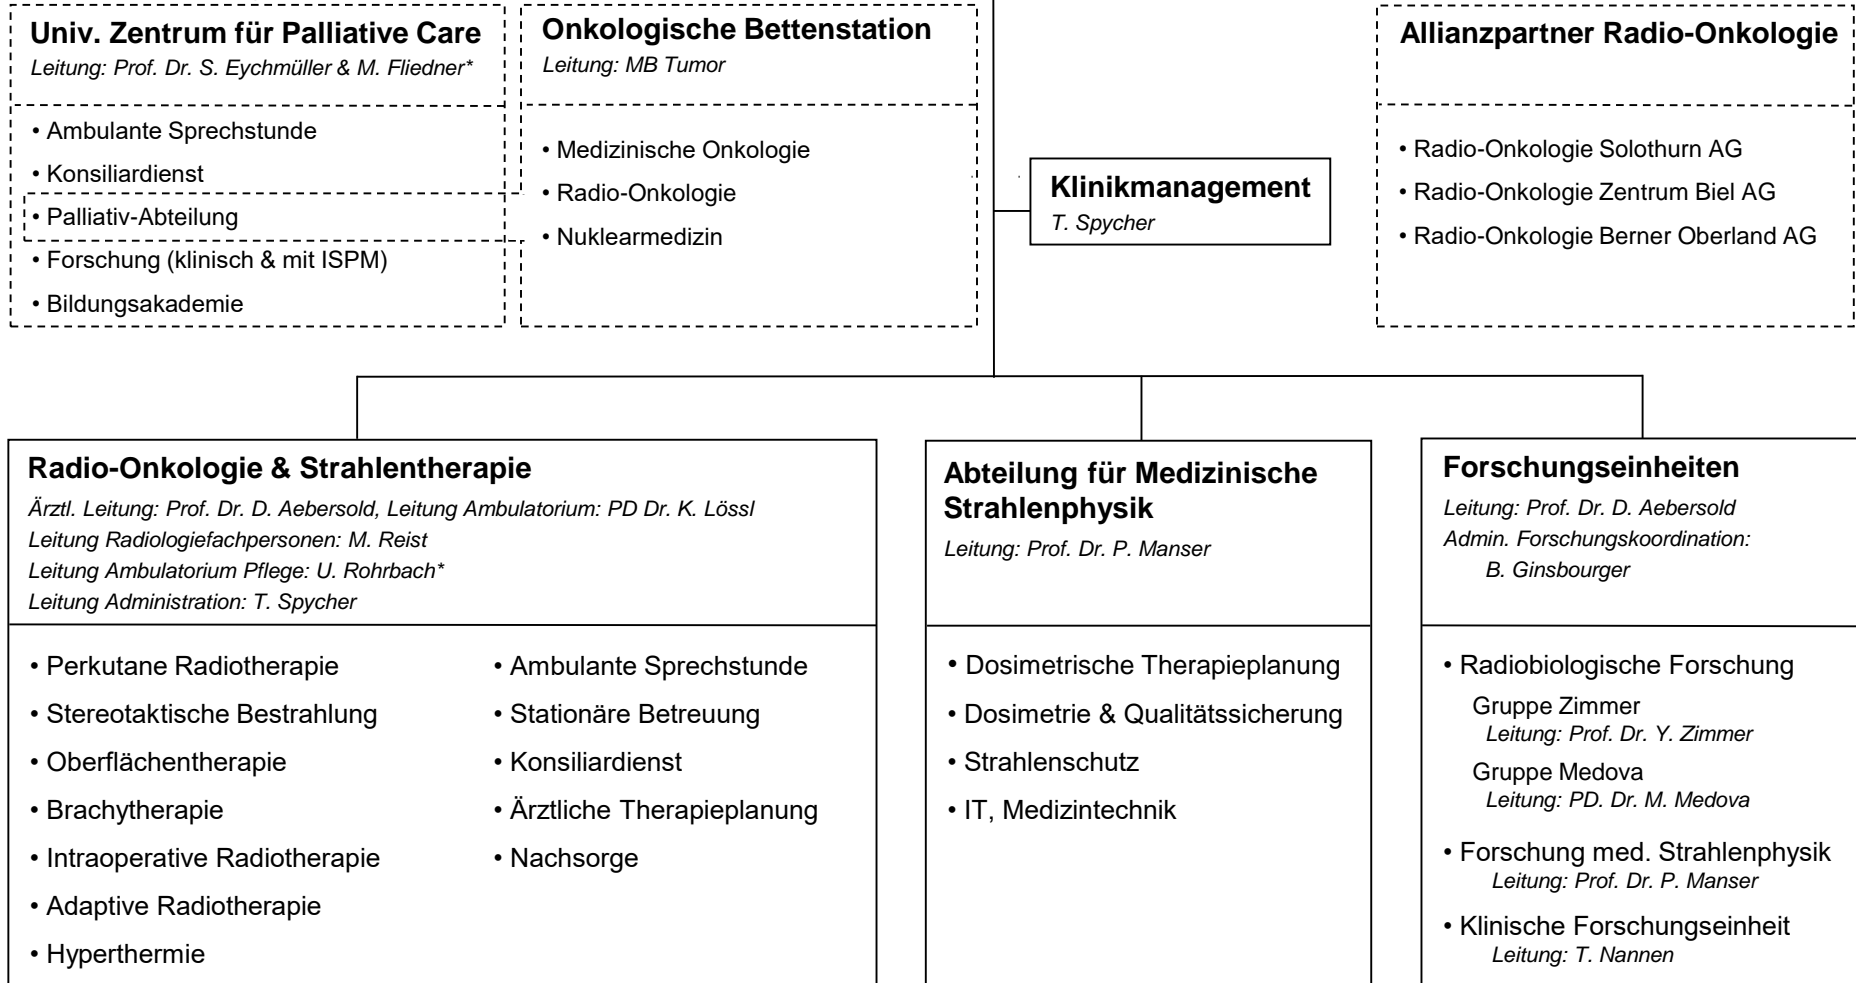 Univ. Zentrum für Palliative Care
Leitung: Prof. Dr. S. Eychmüller & M. Fliedner*
• Ambulante Sprechstunde
• Konsiliardienst
• Palliativ-Abteilung
• Forschung (klinisch & mit ISPM)
• Bildungsakademie
Onkologische Bettenstation
Leitung: MB Tumor
• Medizinische Onkologie
• Radio-Onkologie
• Nuklearmedizin
Klinikmanagement
T. Spycher
Allianzpartner Radio-Onkologie
• Radio-Onkologie Solothurn AG
• Radio-Onkologie Zentrum Biel AG
• Radio-Onkologie Berner Oberland AG
Radio-Onkologie & Strahlentherapie
Ärztl. Leitung: Prof. Dr. D. Aebersold, Leitung Ambulatorium: PD Dr. K. Lössl
Leitung Radiologiefachpersonen: M. Reist
Leitung Ambulatorium Pflege: U. Rohrbach*
Leitung Administration: T. Spycher
• Perkutane Radiotherapie
• Stereotaktische Bestrahlung
• Oberflächentherapie
• Brachytherapie
• Intraoperative Radiotherapie
• Adaptive Radiotherapie
• Hyperthermie
• Ambulante Sprechstunde
• Stationäre Betreuung
• Konsiliardienst
• Ärztliche Therapieplanung
• Nachsorge
Abteilung für Medizinische
Strahlenphysik
Leitung: Prof. Dr. P. Manser
• Dosimetrische Therapieplanung
• Dosimetrie & Qualitätssicherung
• Strahlenschutz
• IT, Medizintechnik
Forschungseinheiten
Leitung: Prof. Dr. D. Aebersold
Admin. Forschungskoordination:
B. Ginsbourger
• Radiobiologische Forschung
Gruppe Zimmer
Leitung: Prof. Dr. Y. Zimmer
Gruppe Medova
Leitung: PD. Dr. M. Medova
• Forschung med. Strahlenphysik
Leitung: Prof. Dr. P. Manser
• Klinische Forschungseinheit
Leitung: T. Nannen